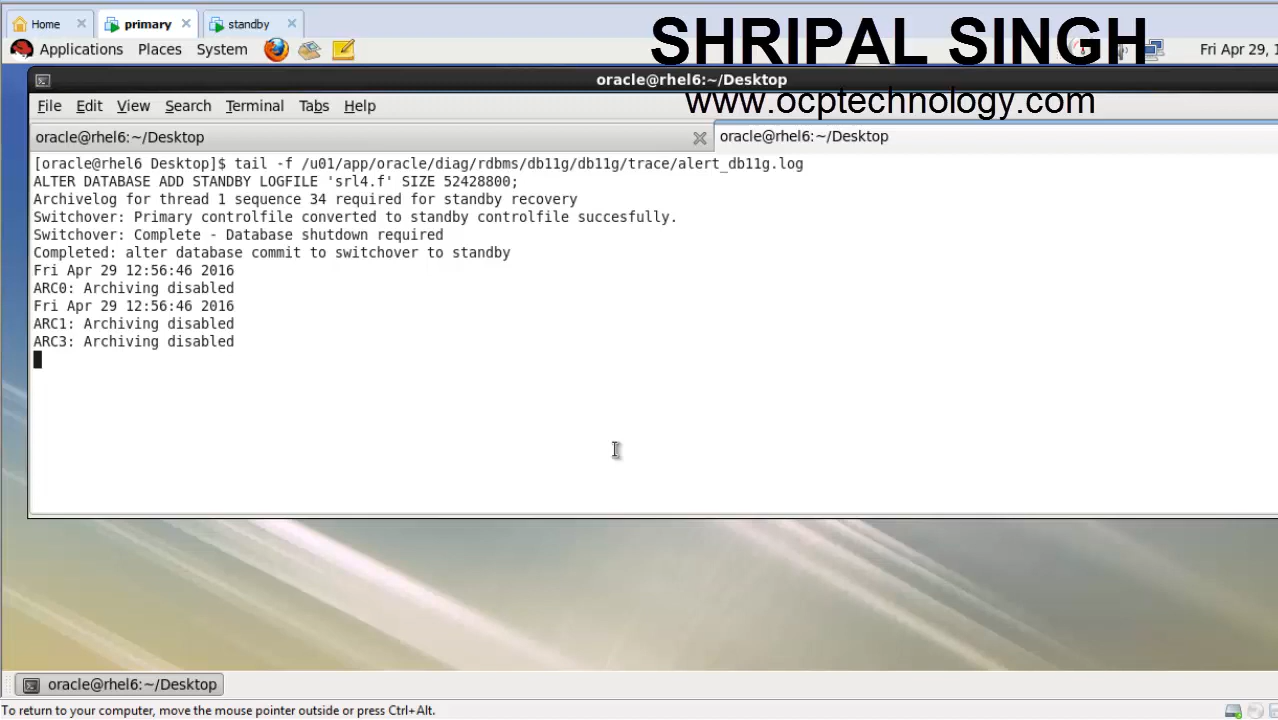 Home primary standby
SHRIPAL SINGH
Applications Places System Fri Apr 29, 1
oracle@rhel6:~/Desktop
www.ocptechnology.com
File Edit View Search Terminal Tabs Help
oracle@rhel6:~/Desktop oracle@rhel6:~/Desktop
[oracle@rhel6 Desktop]$ tail -f /u01/app/oracle/diag/rdbms/db11g/db11g/trace/alert_db11g.log
ALTER DATABASE ADD STANDBY LOGFILE 'srl4.f' SIZE 52428800;
Archivelog for thread 1 sequence 34 required for standby recovery
Switchover: Primary controlfile converted to standby controlfile succesfully.
Switchover: Complete - Database shutdown required
Completed: alter database commit to switchover to standby
Fri Apr 29 12:56:46 2016
ARC0: Archiving disabled
Fri Apr 29 12:56:46 2016
ARC1: Archiving disabled
ARC3: Archiving disabled
oracle@rhel6:~/Desktop
To return to your computer, move the mouse pointer outside or press Ctrl+Alt.